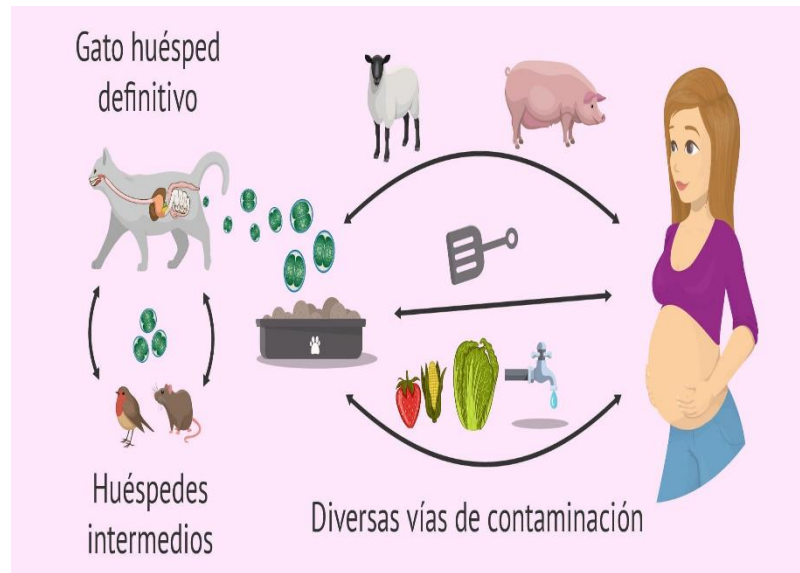 Gato huésped
definitivo
Huéspedes
intermedios
Diversas vías de contaminación